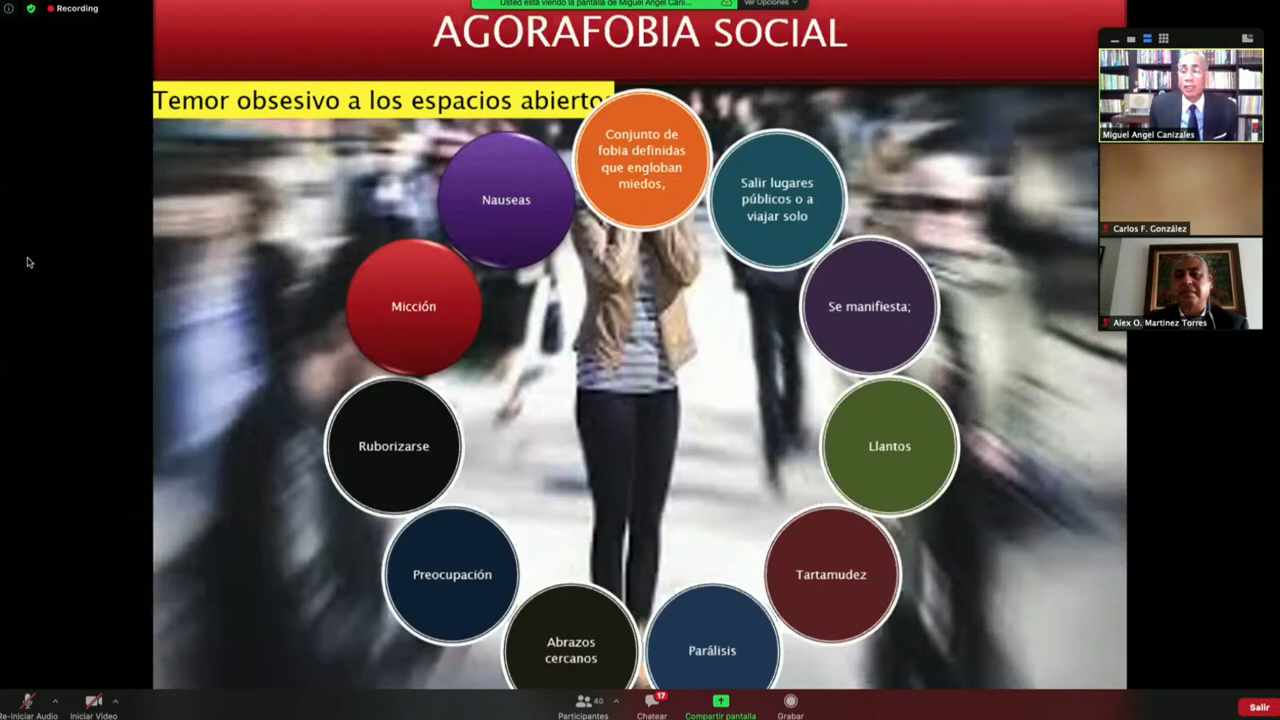 Recording
Usted está viendo la pantalla de Miguel Angel Cani...
Ver Opciones
AGORAFOBIA SOCIAL
Temor obsesivo a los espacios abierto
Conjunto de
fobia definidas
que engloban
miedos,
Salir lugares
públicos o a
viajar solo
Se manifiesta;
Llantos
Tartamudez
Parálisis
Abrazos
cercanos
Preocupación
Ruborizarse
Micción
Nauseas
Miguel Angel Canizales
Carlos F. González
Alex O. Martinez Torres
Re-Iniciar Audio
Iniciar Video
40
Participantes
17
Chatear
Compartir pantalla
Grabar
Salir